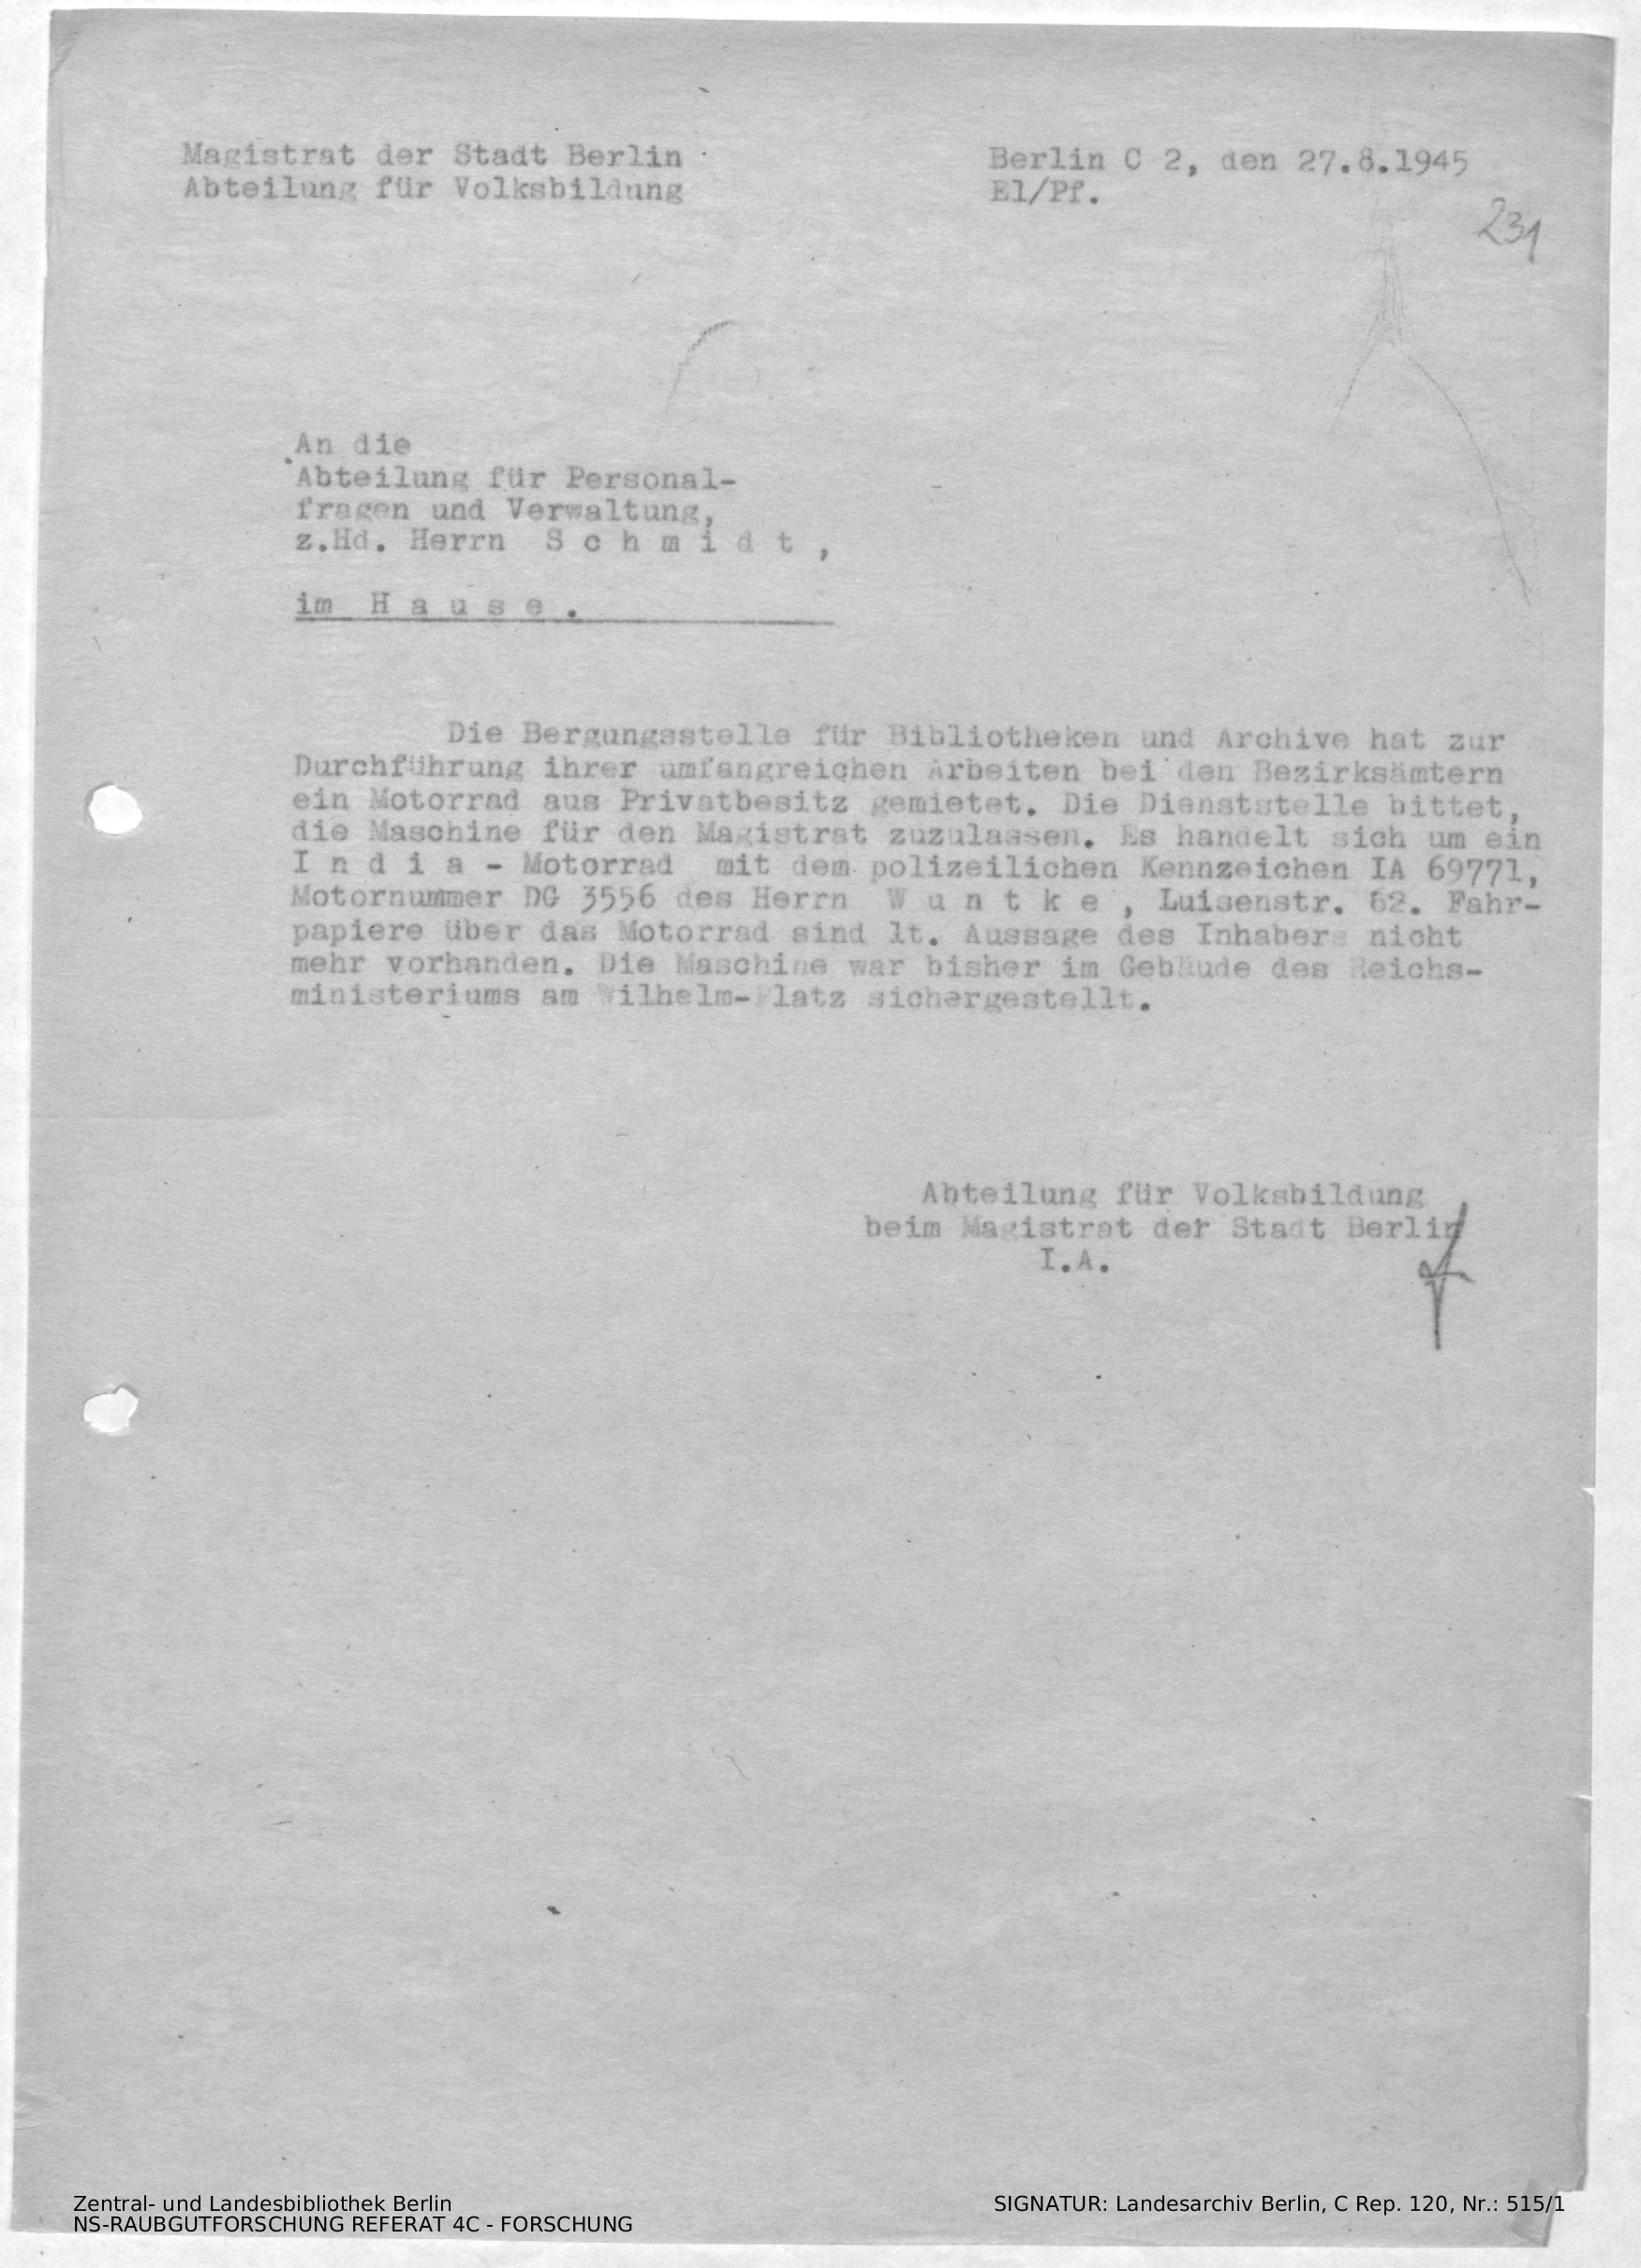 Magistrat der Stadt Berlin
Abteilung für Volksbildung
Berlin C 2, den 27.8.1945
El/Pf.
231
An die
Abteilung für Personal-
fragen und Verwaltung,
z.Hd. Herrn S c h m i d t ,
im H a u s e .
Die Bergungsstelle für Bibliotheken und Archive hat zur
Durchführung ihrer umfangreichen Arbeiten bei den Bezirksämtern
ein Motorrad aus Privatbesitz gemietet. Die Dienststelle bittet,
die Maschine für den Magistrat zuzulassen. Es handelt sich um ein
I n d i a - Motorrad mit dem polizeilichen Kennzeichen IA 69771,
Motornummer DG 3556 des Herrn W u n t k e , Luisenstr. 62. Fahr-
papiere über das Motorrad sind lt. Aussage des Inhabers nicht
mehr vorhanden. Die Maschine war bisher im Gebäude des Reichs-
ministeriums am Wilhelm-Platz sichergestellt.
Abteilung für Volksbildung
beim Magistrat der Stadt Berlin
I.A.
Zentral- und Landesbibliothek Berlin
NS-RAUBGUTFORSCHUNG REFERAT 4C - FORSCHUNG
SIGNATUR: Landesarchiv Berlin, C Rep. 120, Nr.: 515/1